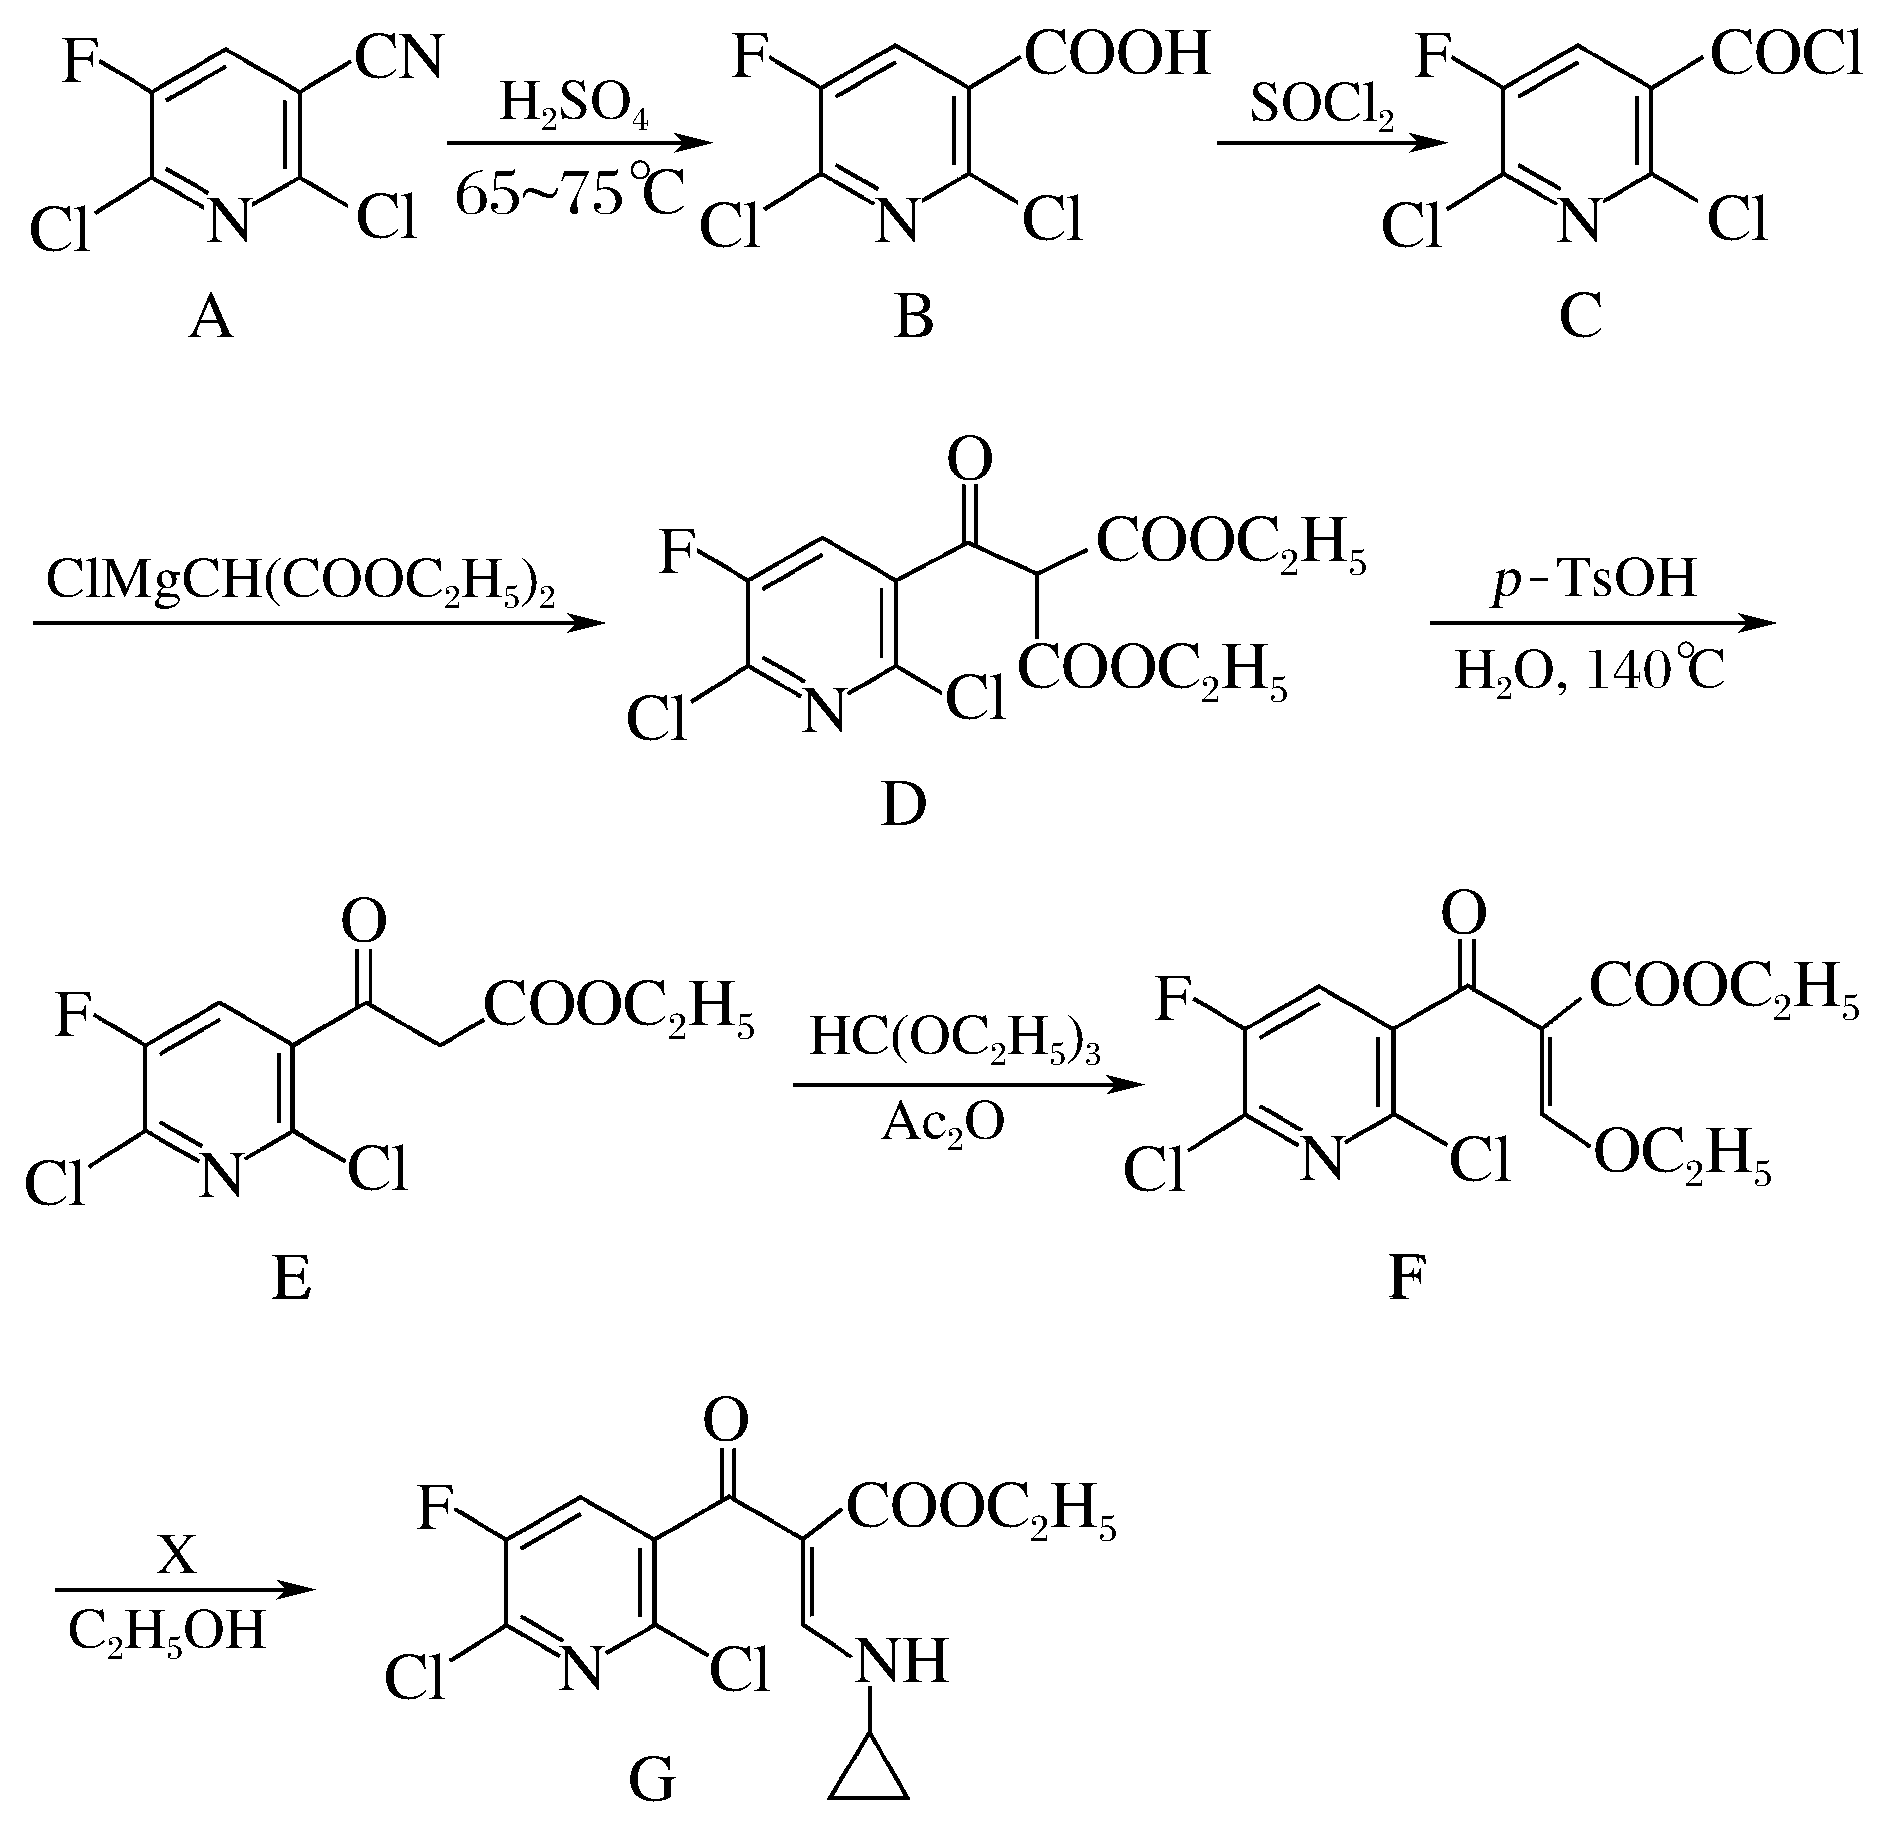 F CN H₂SO₄ F COOH SOCl₂ F COCl
Cl N Cl 65~75℃ Cl N Cl Cl N Cl
A B C
O
ClMgCH(COOC₂H₅)₂ F COOC₂H₅ p-TsOH
Cl N Cl COOC₂H₅ H₂O, 140℃
D
O O
F COOC₂H₅ HC(OC₂H₅)₃ F COOC₂H₅
Cl N Cl Ac₂O Cl N Cl OC₂H₅
E F
O
X F COOC₂H₅
C₂H₅OH Cl N Cl NH
G